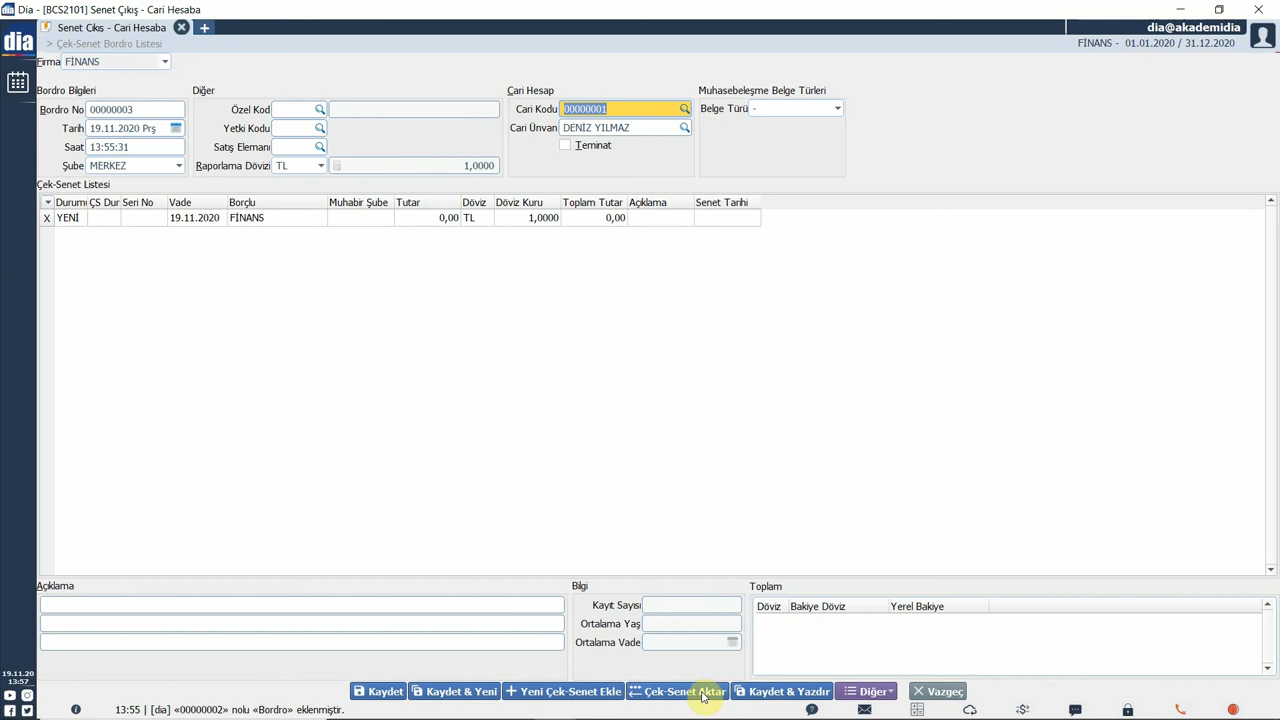 Dia - [BCS2101] Senet Çıkış - Cari Hesaba
dia
Senet Cıkıs - Cari Hesaba
dia@akademidia
> Çek-Senet Bordro Listesi
FİNANS - 01.01.2020 / 31.12.2020
Firma FİNANS
Bordro Bilgileri
Bordro No 00000003
Tarih 19.11.2020 Prş
Saat 13:55:31
Şube MERKEZ
Diğer
Özel Kod
Yetki Kodu
Satış Elemanı
Raporlama Dövizi TL 1,0000
Cari Hesap
Cari Kodu 00000001
Cari Ünvan DENİZ YILMAZ
Teminat
Muhasebeleşme Belge Türleri
Belge Türü -
Çek-Senet Listesi
Durumu ÇS Dur Seri No Vade Borçlu Muhabir Şube Tutar Döviz Döviz Kuru Toplam Tutar Açıklama Senet Tarihi
X YENİ 19.11.2020 FİNANS 0,00 TL 1,0000 0,00
Açıklama
Bilgi
Kayıt Sayısı
Ortalama Yaş
Ortalama Vade
Toplam
Döviz Bakiye Döviz Yerel Bakiye
Kaydet Kaydet & Yeni Yeni Çek-Senet Ekle Çek-Senet Aktar Kaydet & Yazdır Diğer Vazgeç
19.11.20
13:57
13:55 | [dia] «00000002» nolu «Bordro» eklenmiştir.